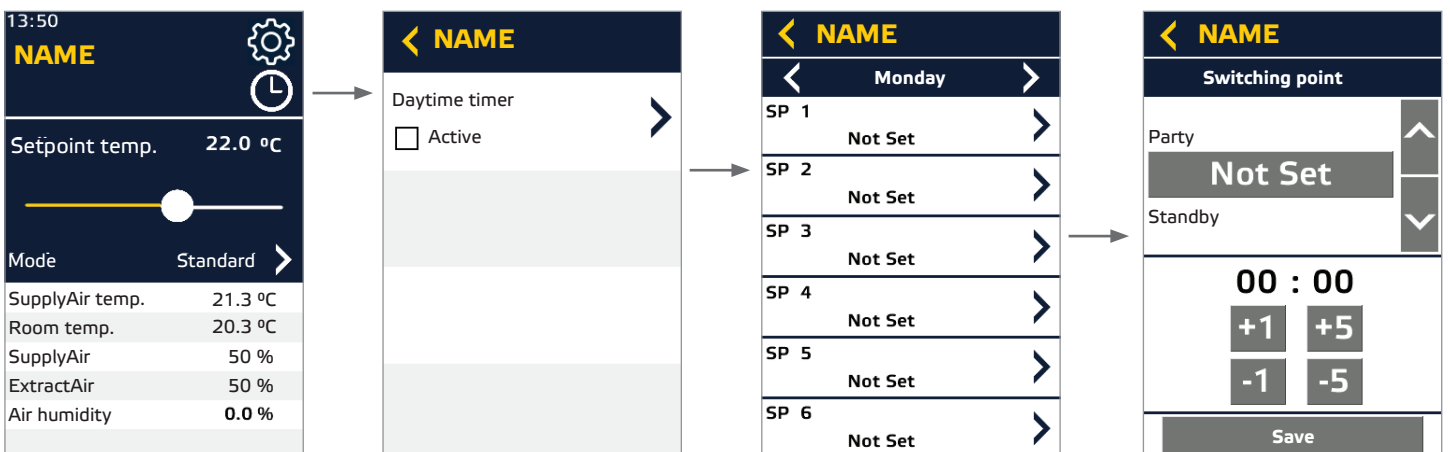 13:50
NAME
Setpoint temp. 22.0 ºC
Mode Standard
SupplyAir temp. 21.3 ºC
Room temp. 20.3 ºC
SupplyAir 50 %
ExtractAir 50 %
Air humidity 0.0 %
NAME
Daytime timer
Active
NAME
Monday
SP 1
Not Set
SP 2
Not Set
SP 3
Not Set
SP 4
Not Set
SP 5
Not Set
SP 6
Not Set
NAME
Switching point
Party
Not Set
Standby
00 : 00
+1 +5
-1 -5
Save